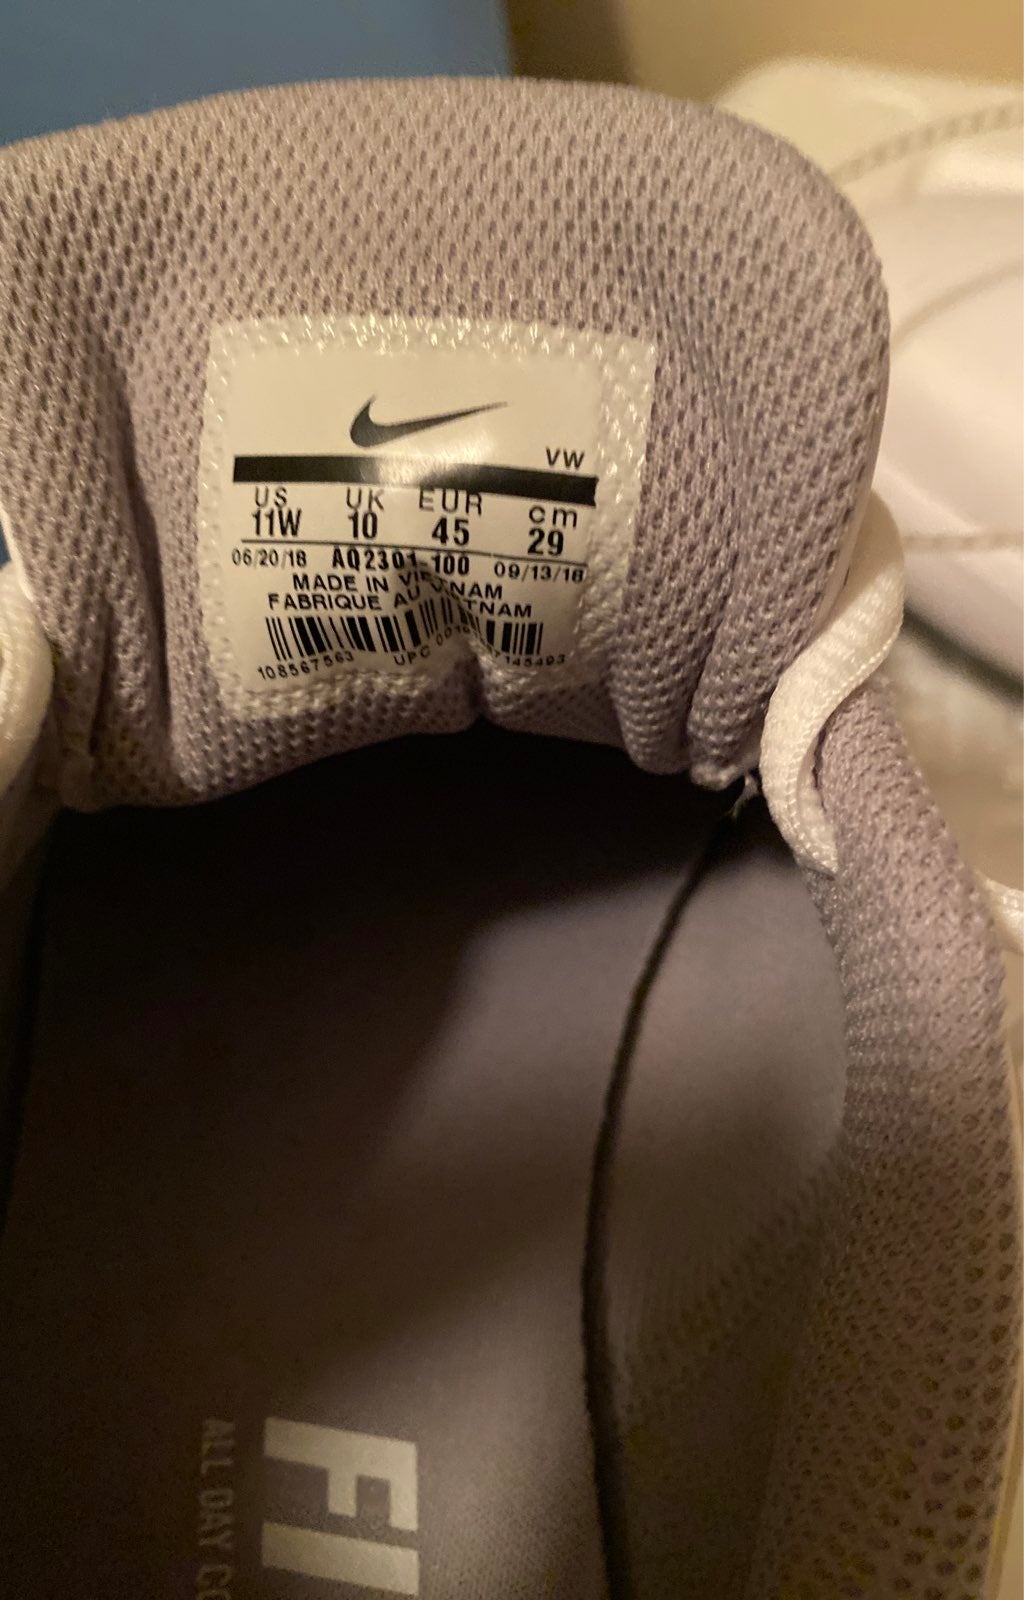 VW
US UK EUR cm
11W 10 45 29
06/20/18 AQ2301-100 09/13/18
MADE IN VIETNAM
FABRIQUE AU
108567563 UPC
FI
ALL DAY